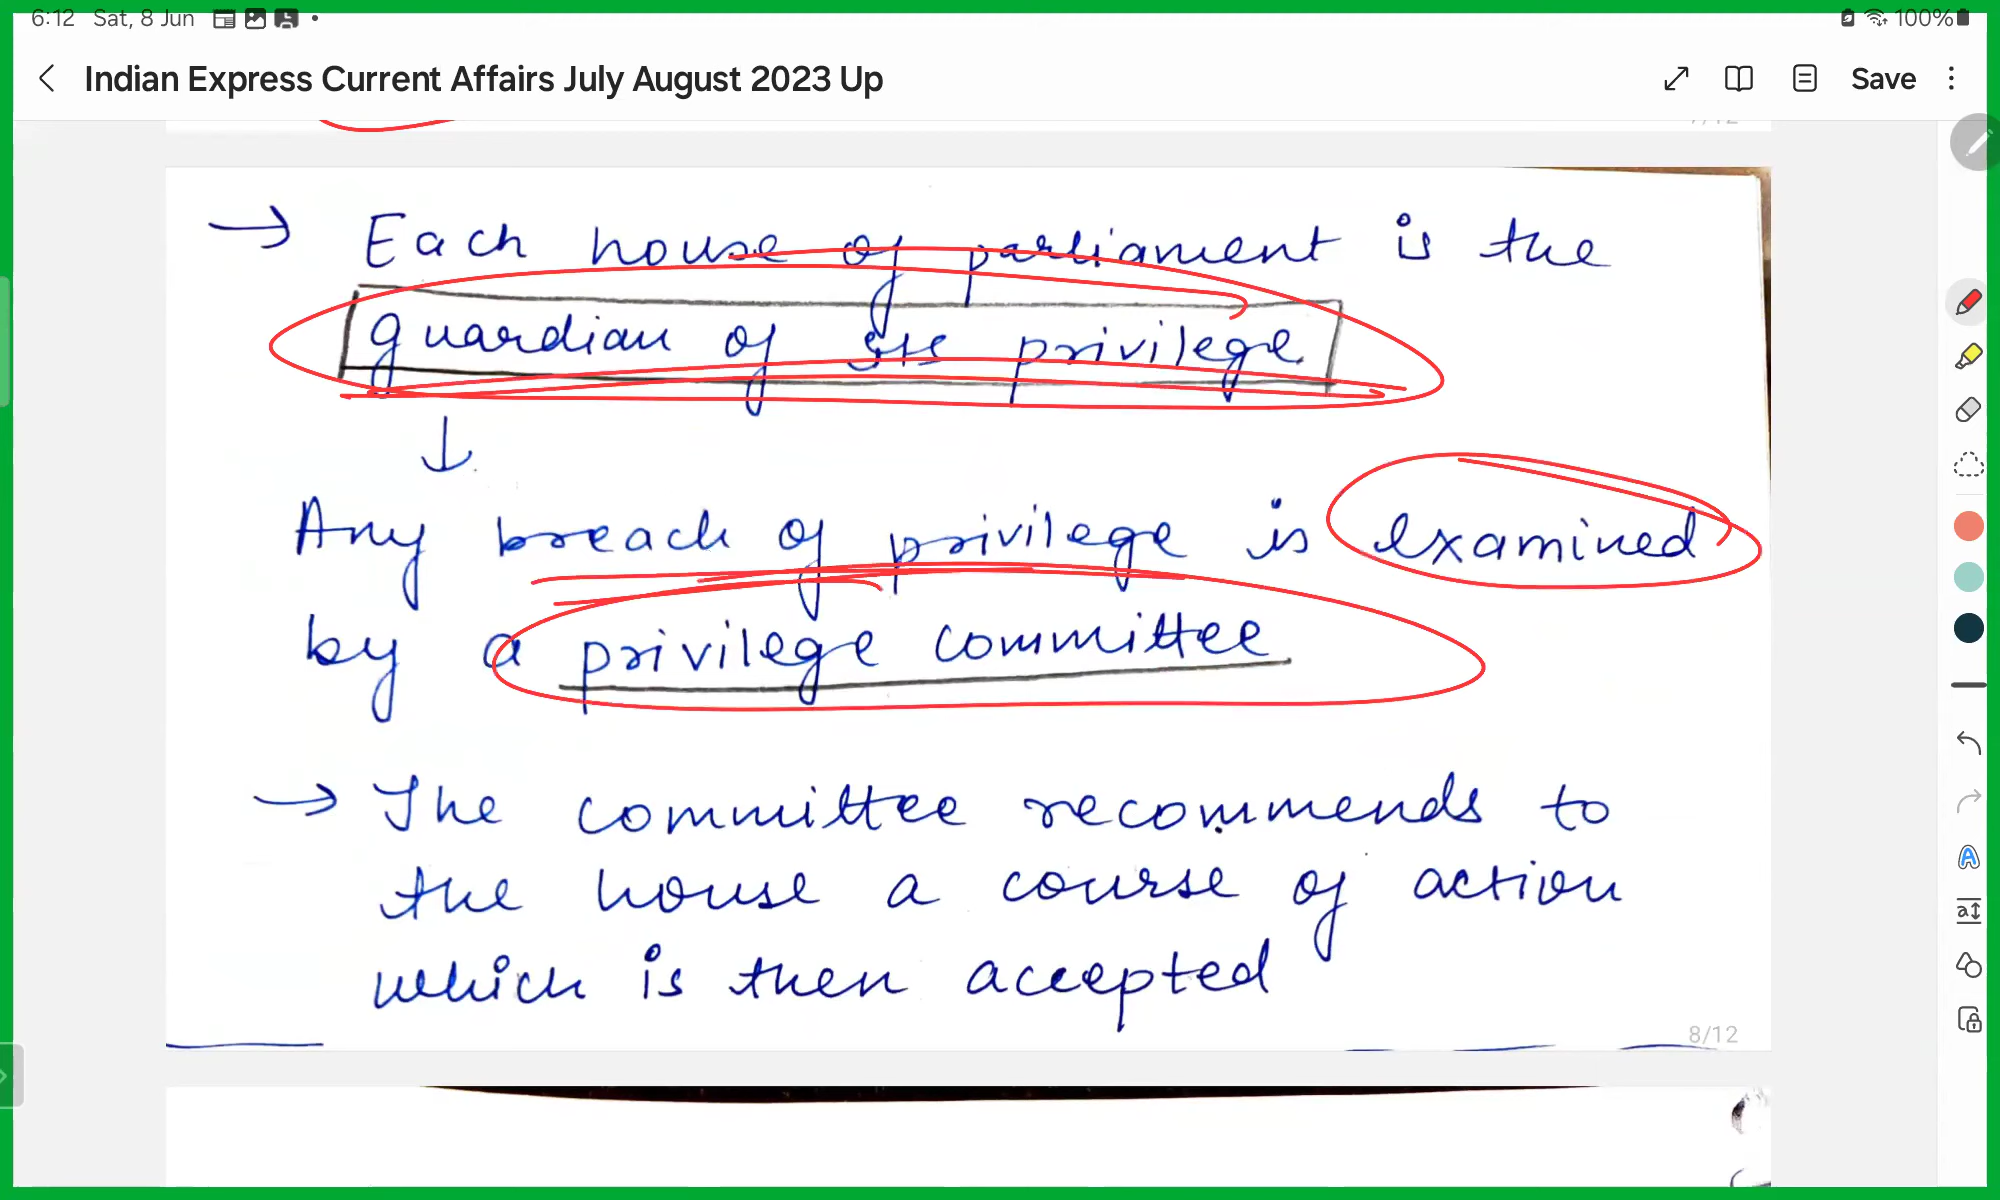 6:12 Sat, 8 Jun
100%
Indian Express Current Affairs July August 2023 Up
Save
→ Each house of parliament is the
guardian of its privilege
↓
Any breach of privilege is examined
by a privilege committee
→ The committee recommends to
the house a course of action
which is then accepted
8/12